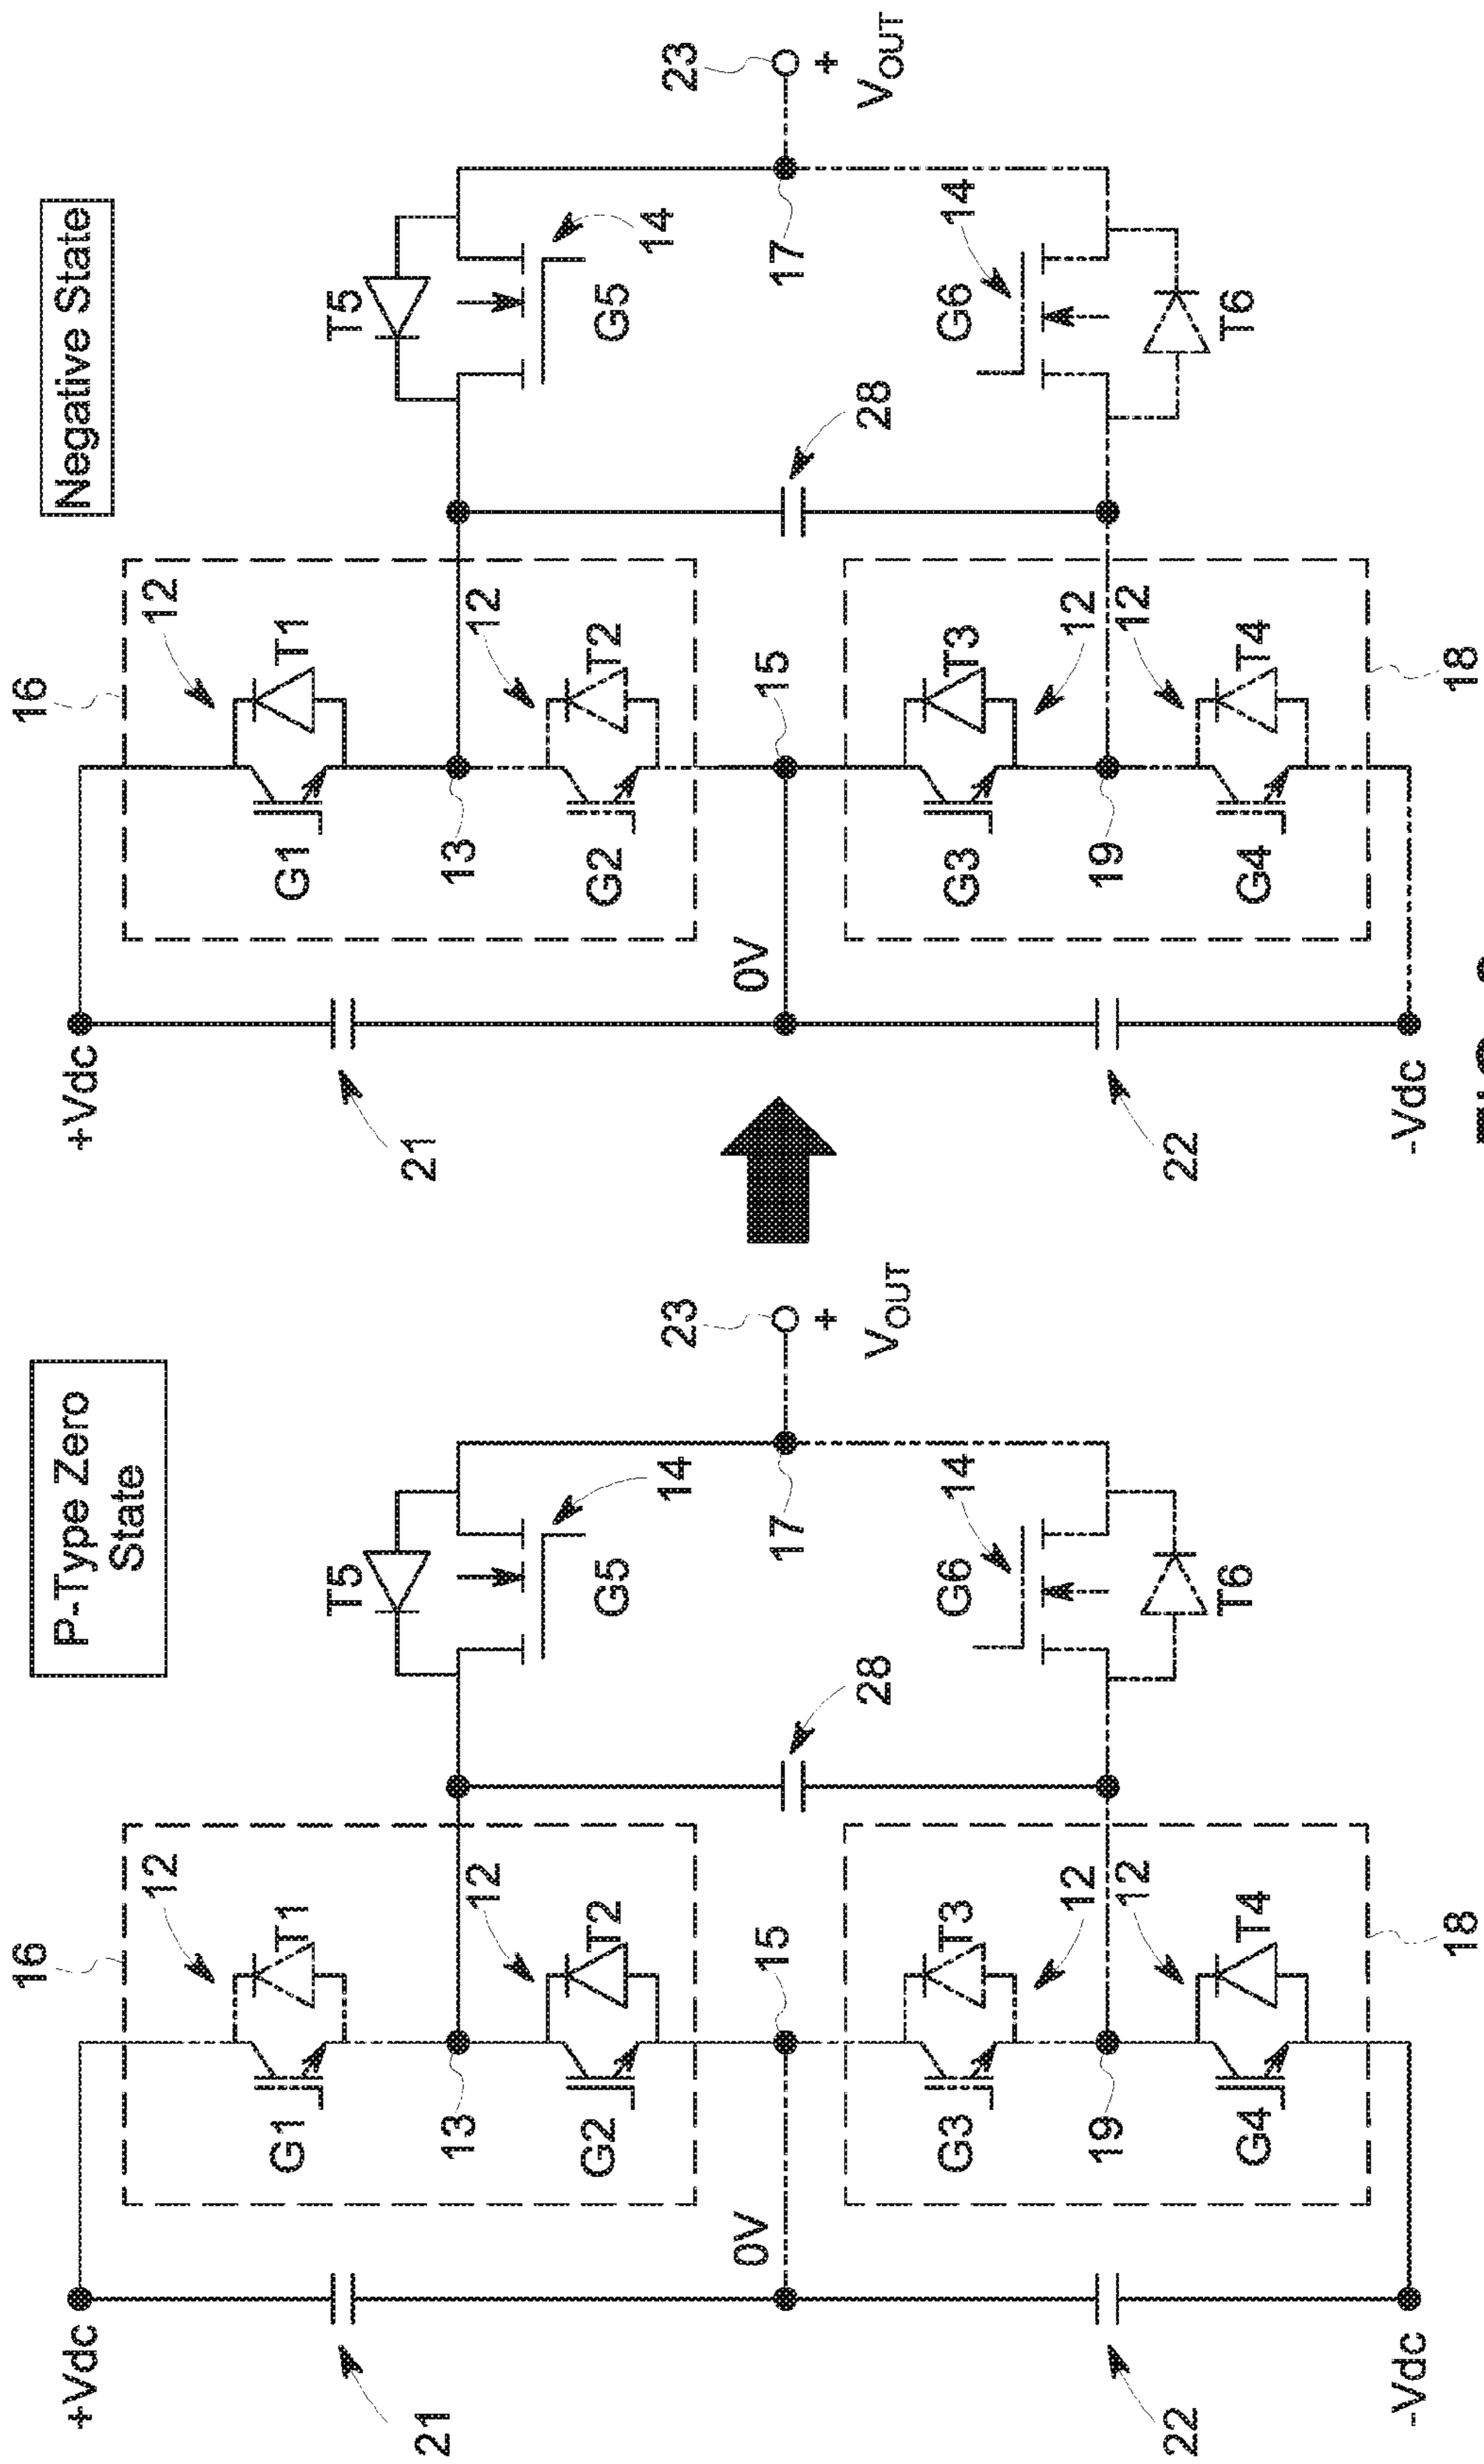 P-Type Zero
State
16
12
T1
G1
13
12
T2
G2
15
0V
12
T3
G3
19
12
T4
G4
18
+Vdc
21
22
-Vdc
28
T5
14
G5
G6
14
T6
17
23
+
VOUT
Negative State
16
12
T1
G1
13
12
T2
G2
15
0V
12
T3
G3
19
12
T4
G4
18
+Vdc
21
22
-Vdc
28
T5
14
G5
G6
14
T6
17
23
+
VOUT